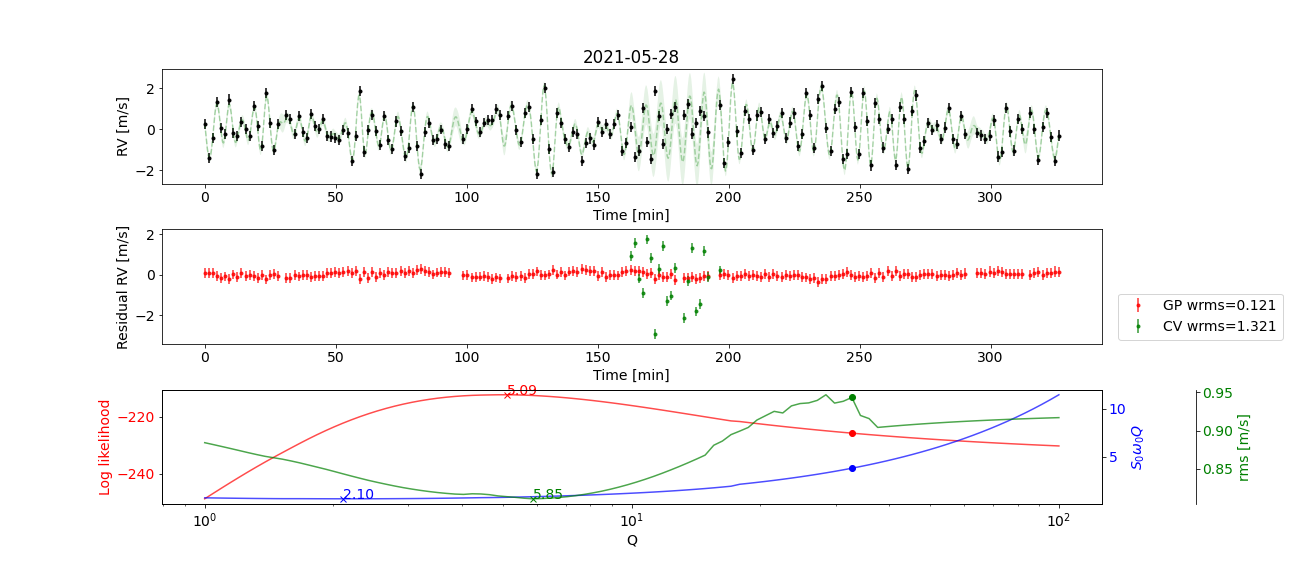 2021-05-28
RV [m/s]
2
0
−2
0 50 100 150 200 250 300
Time [min]
Residual RV [m/s]
2
0
−2
0 50 100 150 200 250 300
Time [min]
GP wrms=0.121
CV wrms=1.321
Log likelihood
−220
−240
5.09
2.10
5.85
10
5
S₀ω₀Q
0.95
0.90
0.85
rms [m/s]
10⁰ 10¹ 10²
Q